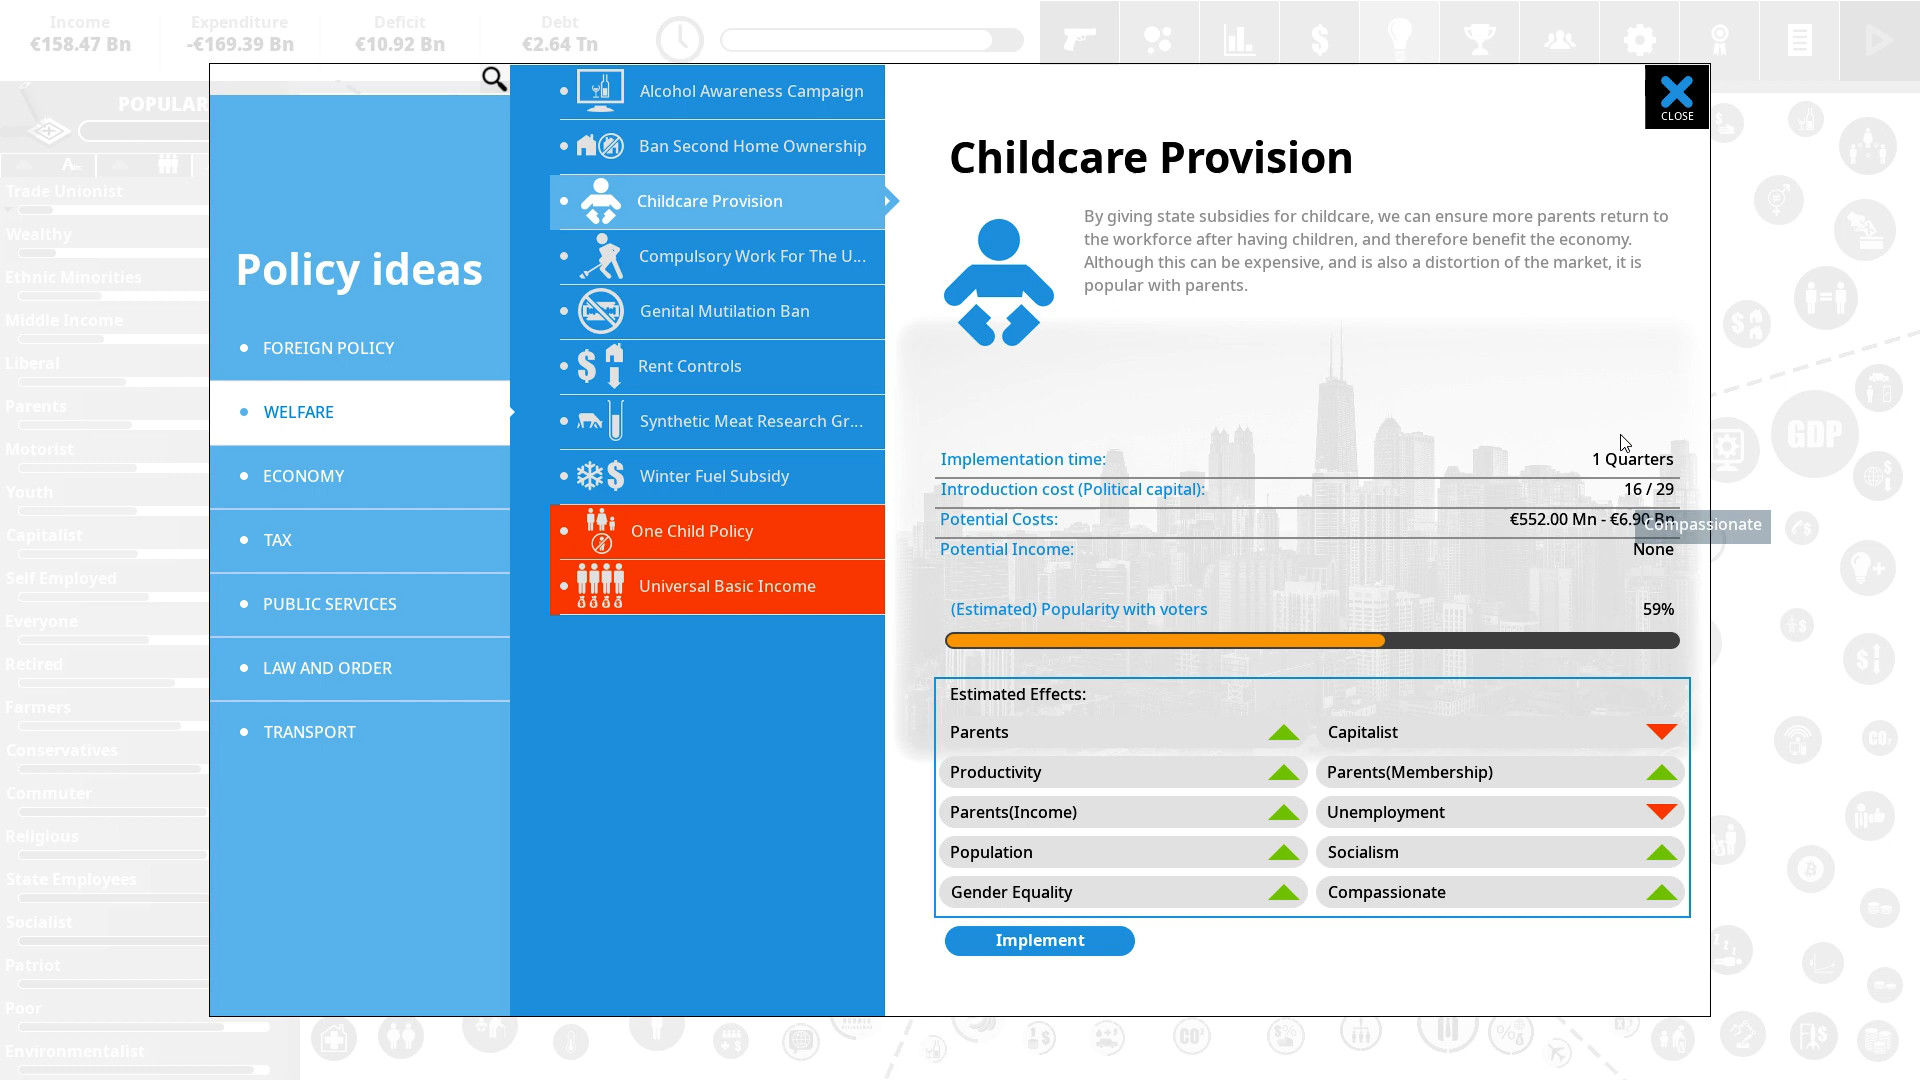 Income
€158.47 Bn
Expenditure
-€169.39 Bn
Deficit
€10.92 Bn
Debt
€2.64 Tn
POPULAR
Trade Unionist
Wealthy
Ethnic Minorities
Middle Income
Liberal
Parents
Motorist
Youth
Capitalist
Self Employed
Everyone
Retired
Farmers
Conservatives
Commuter
Religious
State Employees
Socialist
Patriot
Poor
Environmentalist
Policy ideas
FOREIGN POLICY
WELFARE
ECONOMY
TAX
PUBLIC SERVICES
LAW AND ORDER
TRANSPORT
Alcohol Awareness Campaign
Ban Second Home Ownership
Childcare Provision
Compulsory Work For The U...
Genital Mutilation Ban
Rent Controls
Synthetic Meat Research Gr...
Winter Fuel Subsidy
One Child Policy
Universal Basic Income
CLOSE
Childcare Provision
By giving state subsidies for childcare, we can ensure more parents return to
the workforce after having children, and therefore benefit the economy.
Although this can be expensive, and is also a distortion of the market, it is
popular with parents.
Implementation time: 1 Quarters
Introduction cost (Political capital): 16 / 29
Potential Costs: €552.00 Mn - €6.90 Bn
Compassionate
Potential Income: None
(Estimated) Popularity with voters 59%
Estimated Effects:
Parents
Capitalist
Productivity
Parents(Membership)
Parents(Income)
Unemployment
Population
Socialism
Gender Equality
Compassionate
Implement
GDP
CO²
CO²